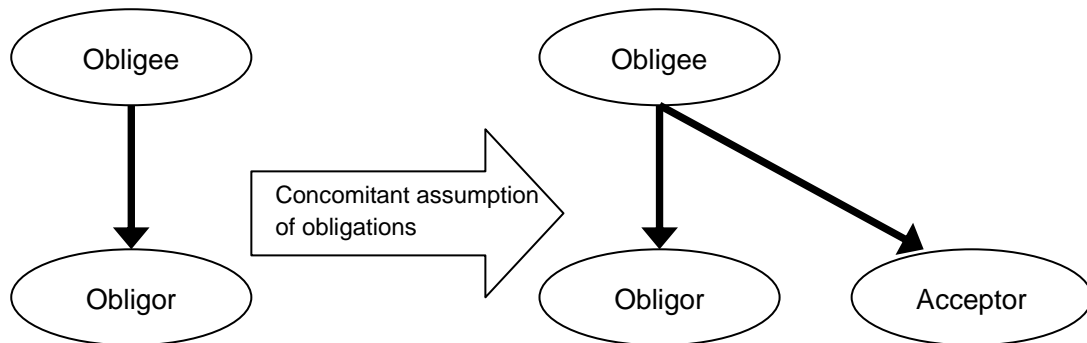 Obligee
Obligee
Concomitant assumption
of obligations
Obligor
Obligor
Acceptor